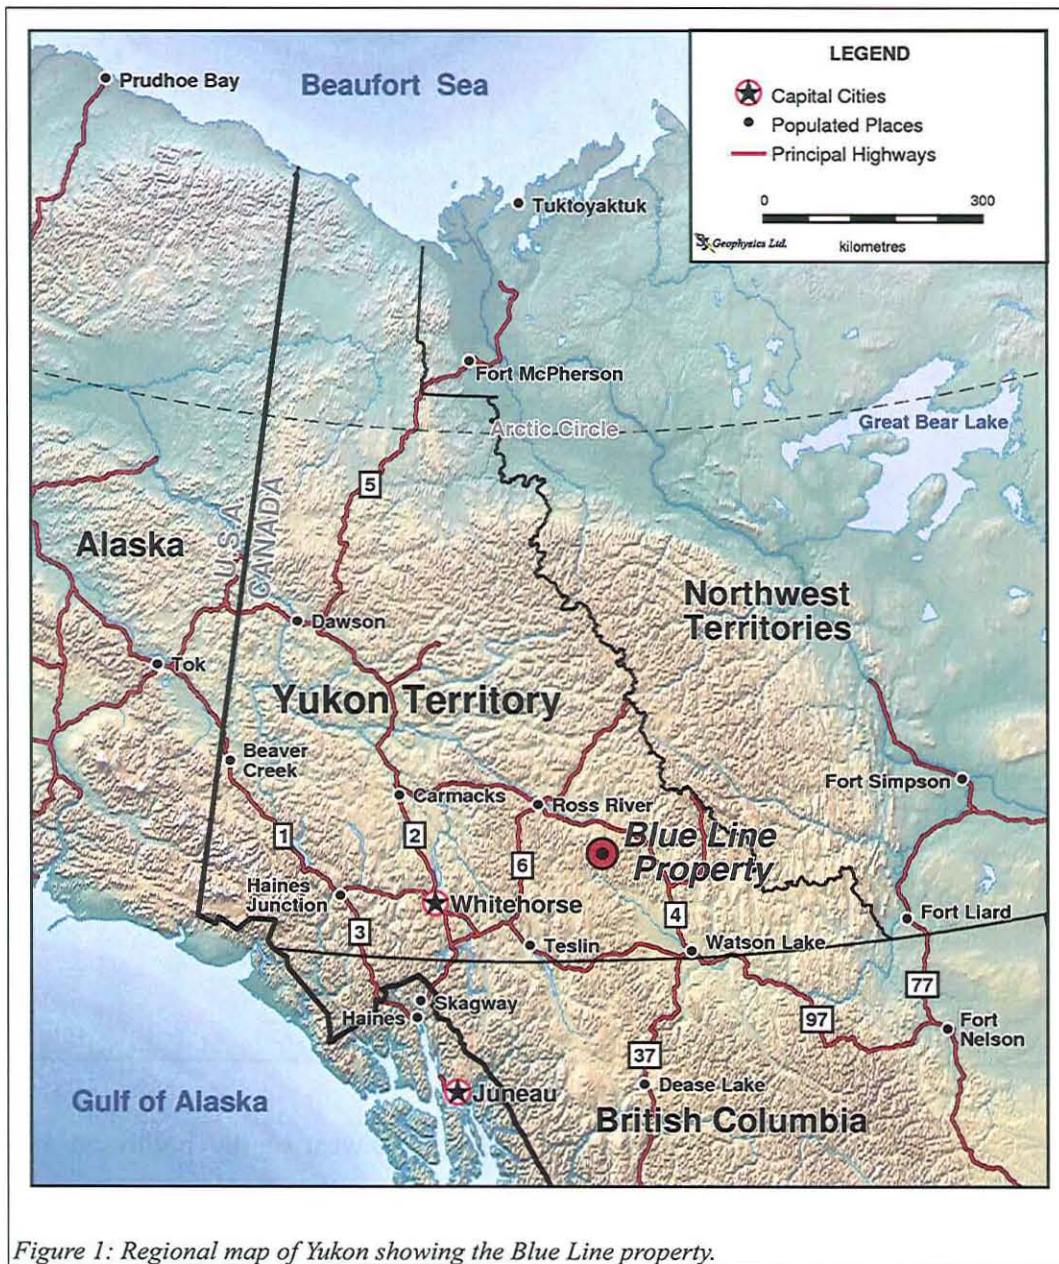 LEGEND
Capital Cities
Populated Places
Principal Highways
0 300
kilometres
Geophysics Ltd.
Prudhoe Bay
Beaufort Sea
Tuktoyaktuk
Fort McPherson
Arctic Circle
Great Bear Lake
5
Alaska
U.S.A.
CANADA
Northwest
Territories
Dawson
Tok
Yukon Territory
Beaver
Creek
Fort Simpson
Carmacks
Ross River
1
2
6
Blue Line
Property
Haines
Junction
Whitehorse
3
4
Fort Liard
Teslin
Watson Lake
77
Skagway
Haines
97
Fort
Nelson
37
Juneau
Dease Lake
Gulf of Alaska
British Columbia
Figure 1: Regional map of Yukon showing the Blue Line property.